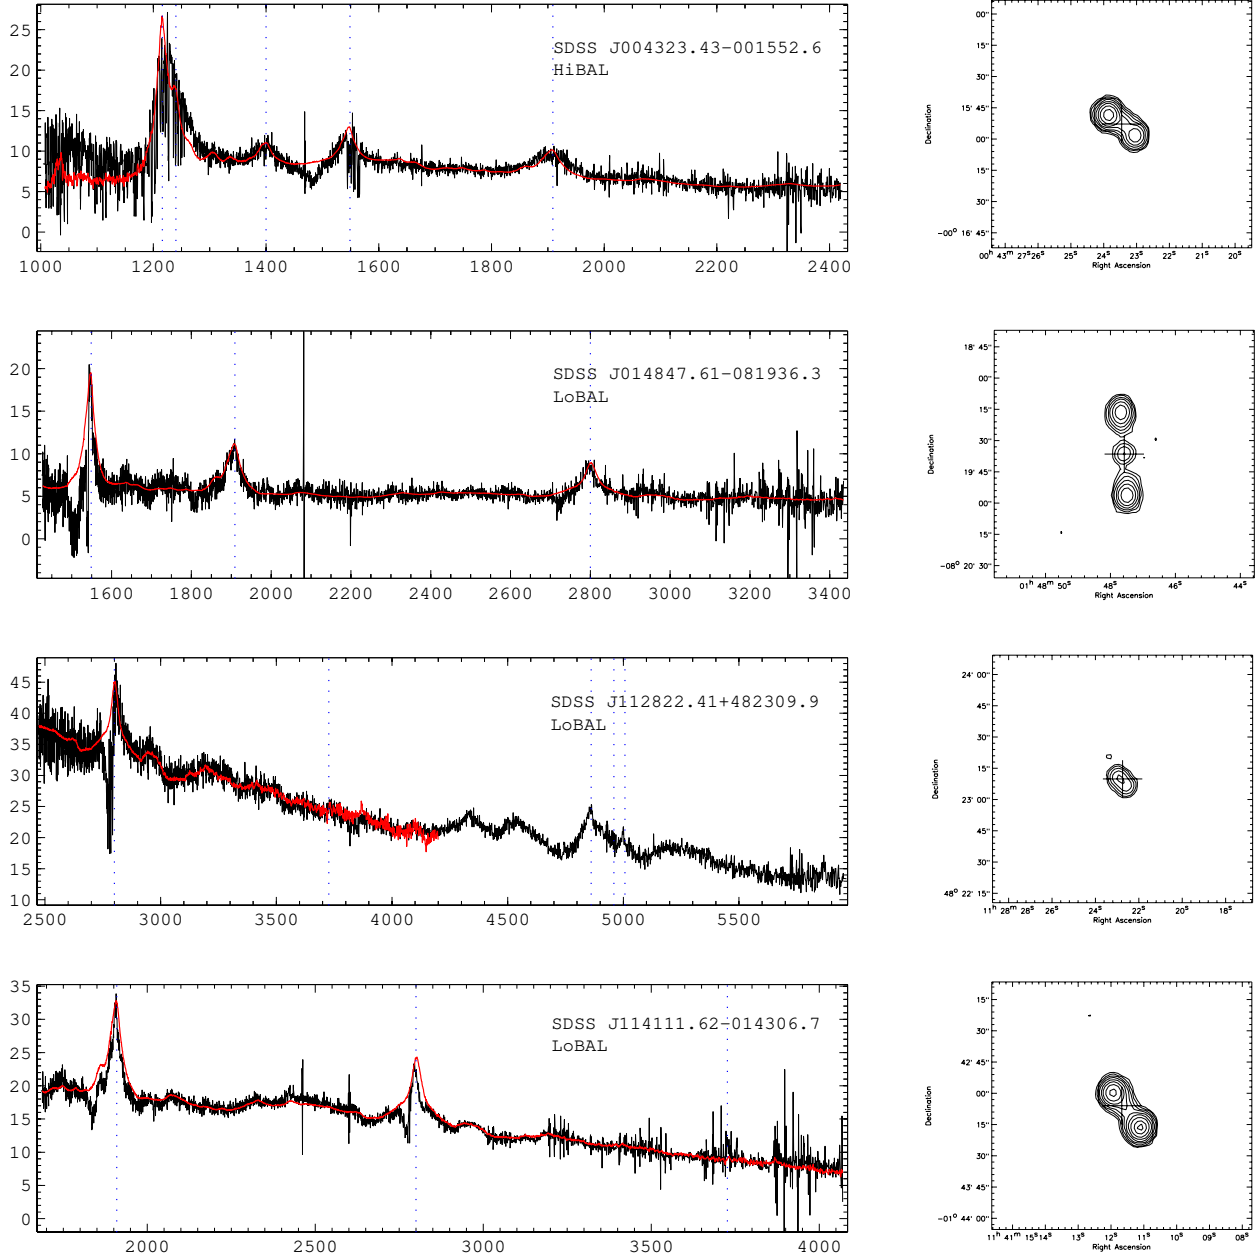 25
20
15
10
5
0
SDSS J004323.43−001552.6
HiBAL
1000 1200 1400 1600 1800 2000 2200 2400
Declination
00"
15"
30"
15' 45"
00"
15"
30"
−00° 16' 45"
00ʰ 43ᵐ 27ˢ26ˢ 25ˢ 24ˢ 23ˢ 22ˢ 21ˢ 20ˢ
Right Ascension
20
15
10
5
0
SDSS J014847.61−081936.3
LoBAL
1600 1800 2000 2200 2400 2600 2800 3000 3200 3400
Declination
18' 45"
00"
15"
30"
19' 45"
00"
15"
−08° 20' 30"
01ʰ 48ᵐ 50ˢ 48ˢ 46ˢ 44ˢ
Right Ascension
45
40
35
30
25
20
15
10
SDSS J112822.41+482309.9
LoBAL
2500 3000 3500 4000 4500 5000 5500
Declination
24' 00"
45"
30"
15"
23' 00"
45"
30"
48° 22' 15"
11ʰ 28ᵐ 28ˢ 26ˢ 24ˢ 22ˢ 20ˢ 18ˢ
Right Ascension
35
30
25
20
15
10
5
0
SDSS J114111.62−014306.7
LoBAL
2000 2500 3000 3500 4000
Declination
15"
30"
42' 45"
00"
15"
30"
43' 45"
−01° 44' 00"
11ʰ 41ᵐ 15ˢ14ˢ 13ˢ 12ˢ 11ˢ 10ˢ 09ˢ 08ˢ
Right Ascension